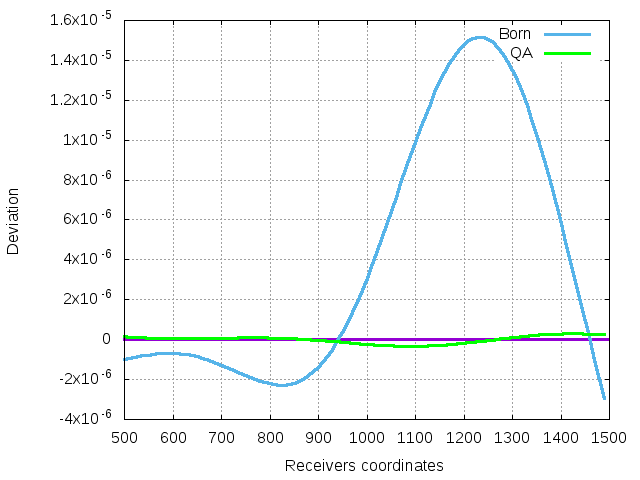 1.6x10^-5
1.4x10^-5
1.2x10^-5
1x10^-5
8x10^-6
6x10^-6
4x10^-6
2x10^-6
0
-2x10^-6
-4x10^-6
Deviation
Born
QA
500 600 700 800 900 1000 1100 1200 1300 1400 1500
Receivers coordinates